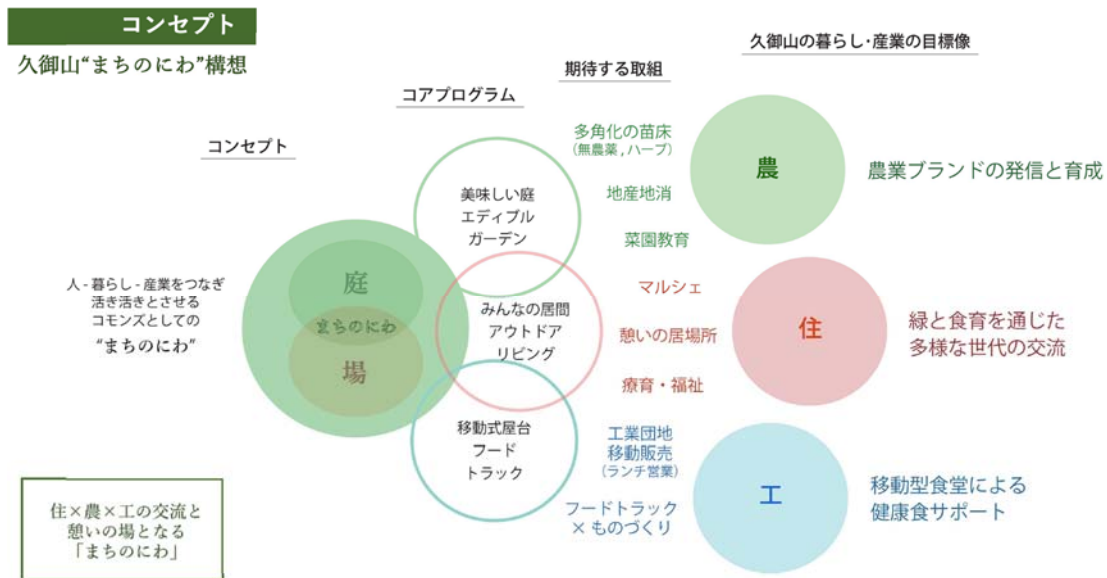 コンセプト
久御山“まちのにわ”構想
コンセプト
人 - 暮らし - 産業をつなぎ
活き活きとさせる
コモンズとしての
“まちのにわ”
庭
まちのにわ
場
住×農×工の交流と
憩いの場となる
「まちのにわ」
コアプログラム
美味しい庭
エディブル
ガーデン
みんなの居間
アウトドア
リビング
移動式屋台
フード
トラック
期待する取組
多角化の苗床
(無農薬 , ハーブ)
地産地消
菜園教育
マルシェ
憩いの居場所
療育・福祉
工業団地
移動販売
(ランチ営業)
フードトラック
× ものづくり
久御山の暮らし・産業の目標像
農
農業ブランドの発信と育成
住
緑と食育を通じた
多様な世代の交流
工
移動型食堂による
健康食サポート